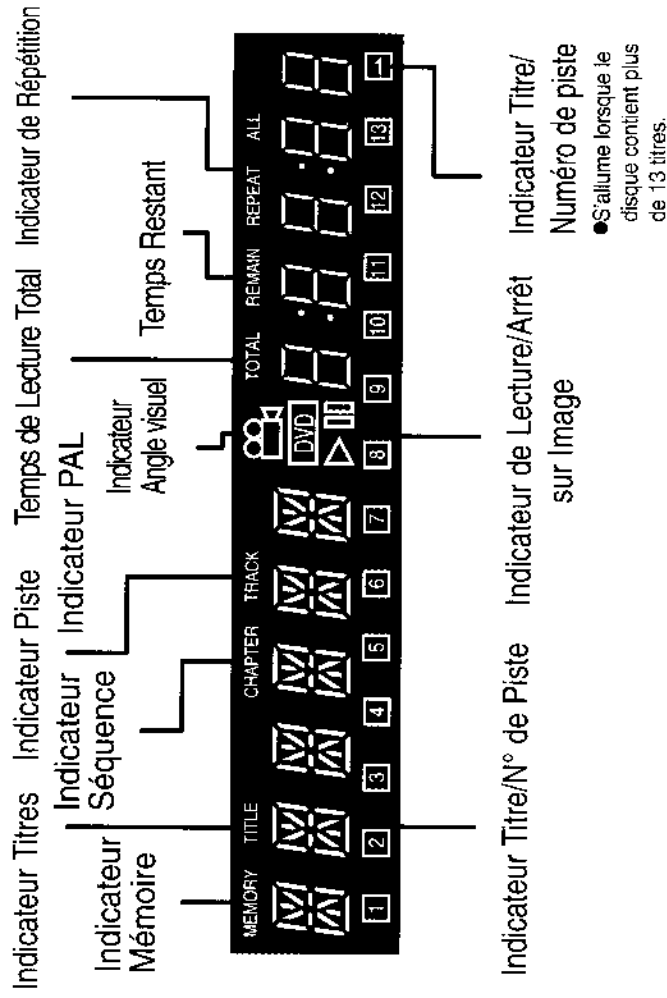 Indicateur Titres Indicateur Piste Temps de Lecture Total Indicateur de Répétition
Indicateur
Séquence
Indicateur PAL
Temps Restant
Indicateur
Mémoire
Indicateur
Angle visuel
MEMORY TITLE CHAPTER TRACK TOTAL REMAIN REPEAT ALL
DVD
1 2 3 4 5 6 7 8 9 10 11 12 13
Indicateur Titre/N° de Piste
Indicateur de Lecture/Arrêt
sur Image
Indicateur Titre/
Numéro de piste
●S'allume lorsque le
disque contient plus
de 13 titres.